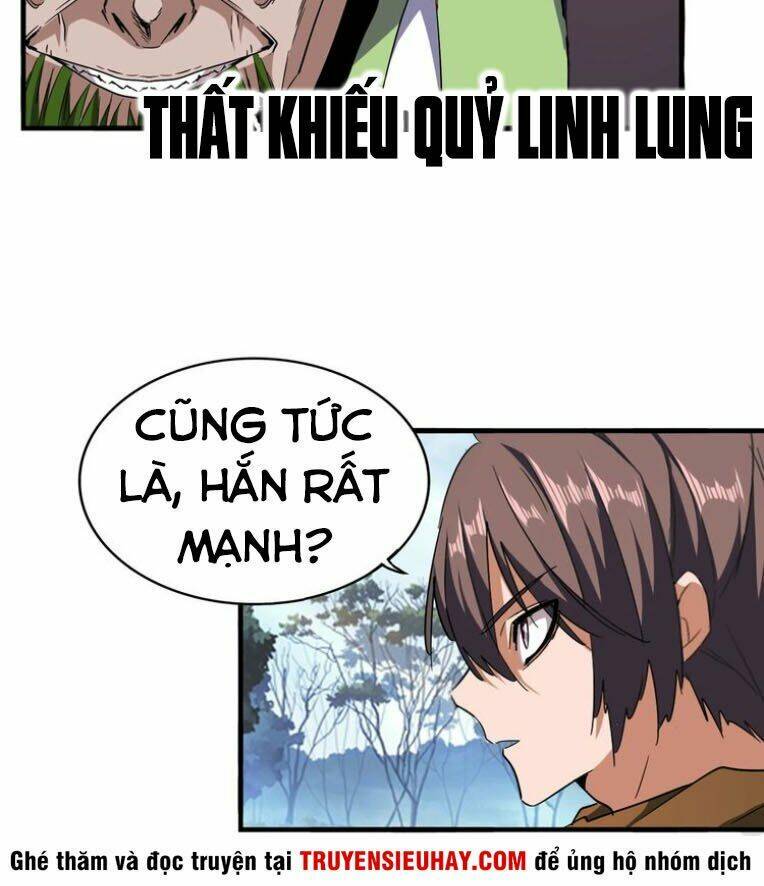 THẤT KHIẾU QUỶ LINH LUNG
CŨNG TỨC
LÀ, HẮN RẤT
MẠNH?
Ghé thăm và đọc truyện tại TRUYENSIEUHAY.COM để ủng hộ nhóm dịch